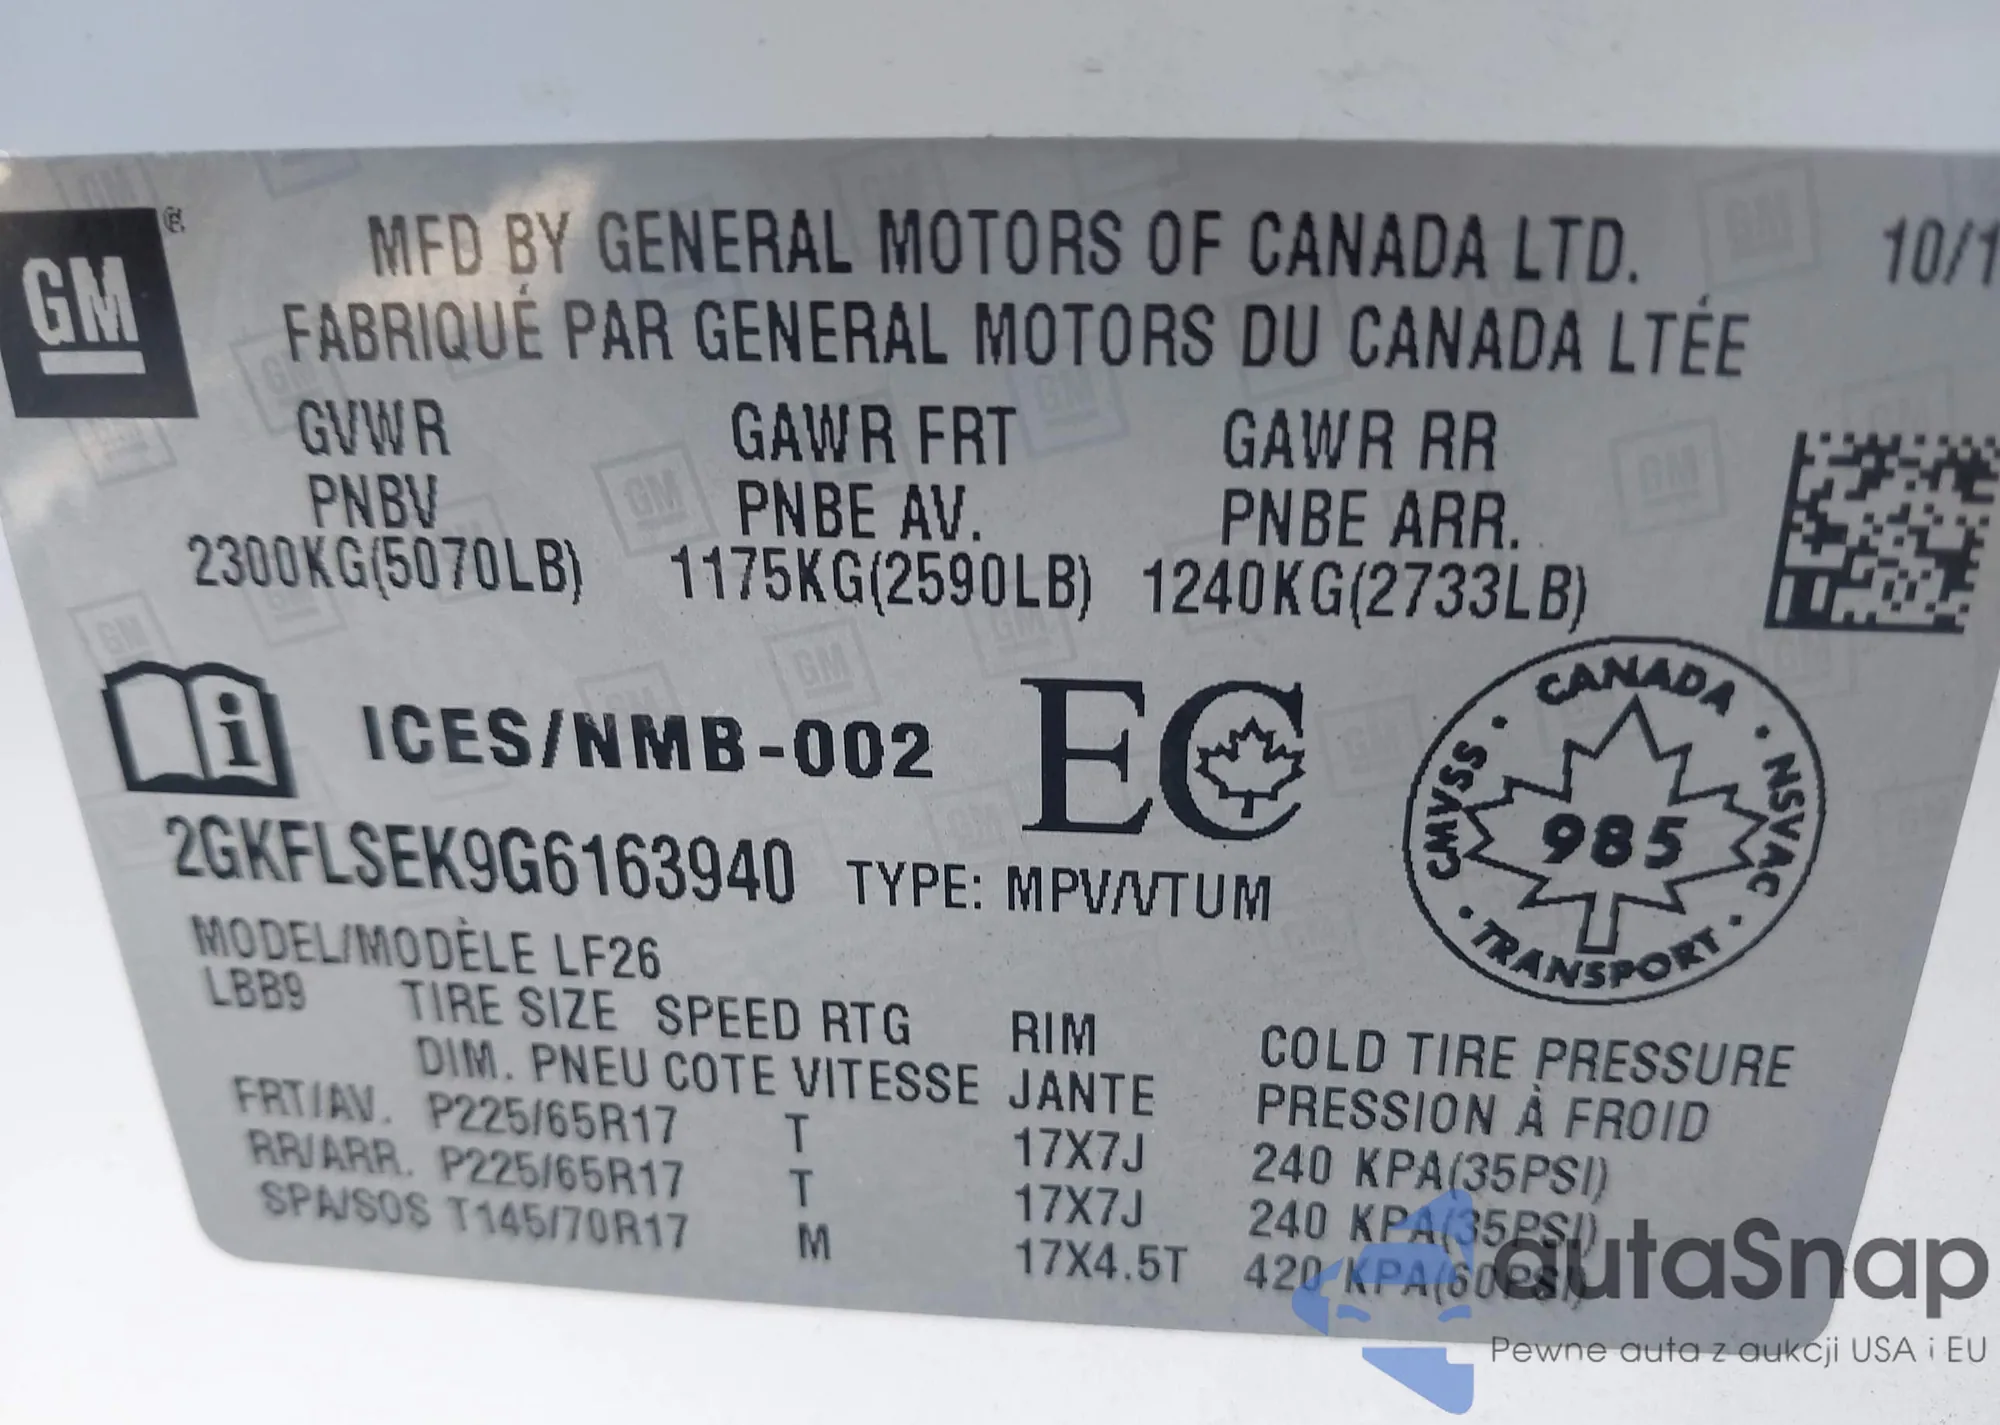 GM ®
MFD BY GENERAL MOTORS OF CANADA LTD. 10/1
FABRIQUÉ PAR GENERAL MOTORS DU CANADA LTÉE
GVWR GAWR FRT GAWR RR
PNBV PNBE AV. PNBE ARR.
2300KG(5070LB) 1175KG(2590LB) 1240KG(2733LB)
i ICES/NMB-002 EC
CANADA · NSVAC · TRANSPORT · CMVSS ·
985
2GKFLSEK9G6163940 TYPE: MPV/VTUM
MODEL/MODÈLE LF26
LBB9 TIRE SIZE SPEED RTG RIM COLD TIRE PRESSURE
DIM. PNEU COTE VITESSE JANTE PRESSION À FROID
FRT/AV. P225/65R17 T 17X7J 240 KPA(35PSI)
RR/ARR. P225/65R17 T 17X7J 240 KPA(35PSI)
SPA/SOS T145/70R17 M 17X4.5T 420 KPA(60PSI)
autaSnap
Pewne auta z aukcji USA i EU